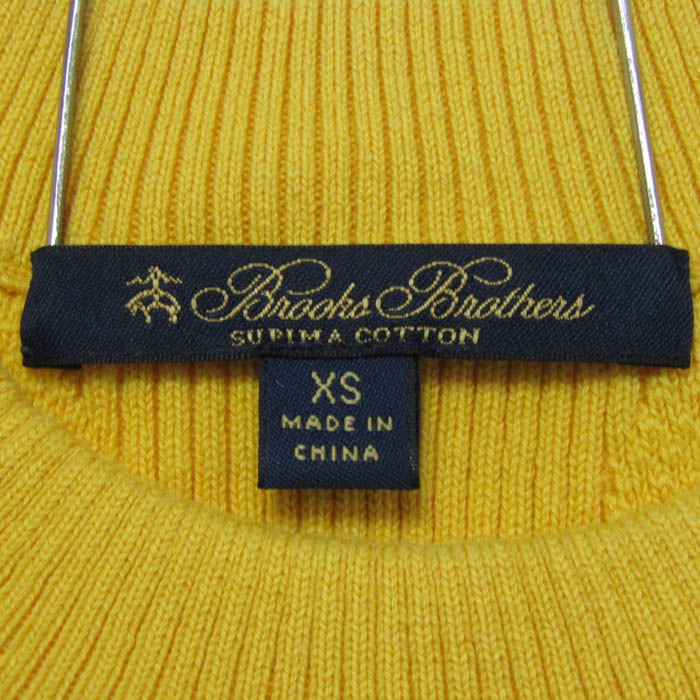 Brooks Brothers
SUPIMA COTTON
XS
MADE IN
CHINA